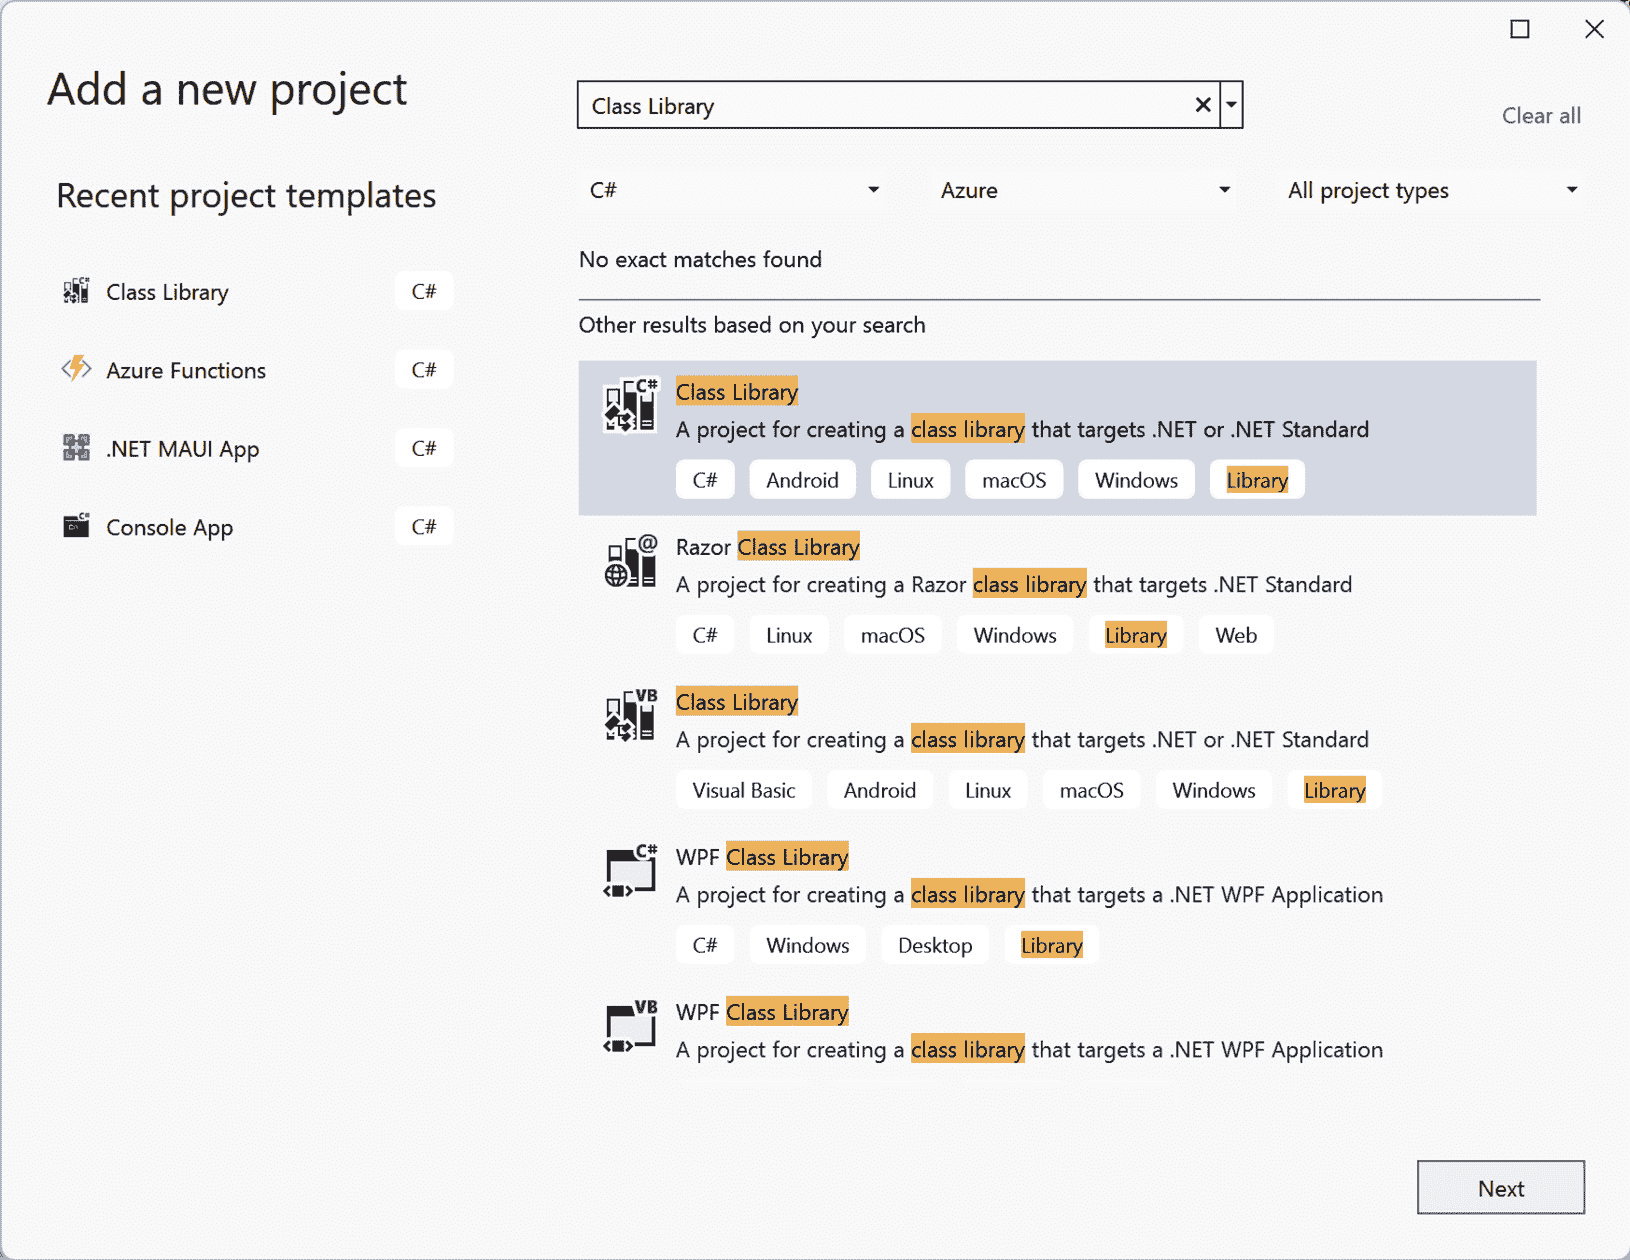 Add a new project
Class Library
Clear all
Recent project templates
C#
Azure
All project types
No exact matches found
Class Library C#
Azure Functions C#
.NET MAUI App C#
Console App C#
Other results based on your search
C#
Class Library
A project for creating a class library that targets .NET or .NET Standard
C# Android Linux macOS Windows Library
@
Razor Class Library
A project for creating a Razor class library that targets .NET Standard
C# Linux macOS Windows Library Web
VB
Class Library
A project for creating a class library that targets .NET or .NET Standard
Visual Basic Android Linux macOS Windows Library
C#
WPF Class Library
A project for creating a class library that targets a .NET WPF Application
C# Windows Desktop Library
VB
WPF Class Library
A project for creating a class library that targets a .NET WPF Application
Next